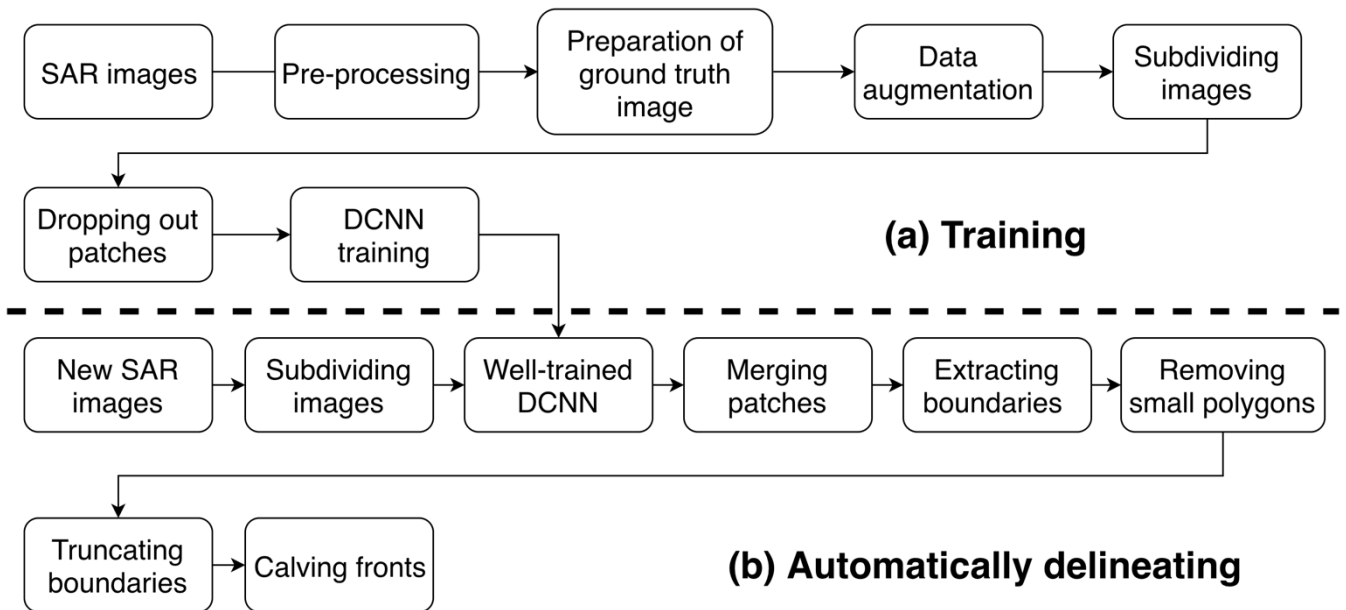 SAR images
Pre-processing
Preparation of
ground truth
image
Data
augmentation
Subdividing
images
Dropping out
patches
DCNN
training
(a) Training
New SAR
images
Subdividing
images
Well-trained
DCNN
Merging
patches
Extracting
boundaries
Removing
small polygons
Truncating
boundaries
Calving fronts
(b) Automatically delineating